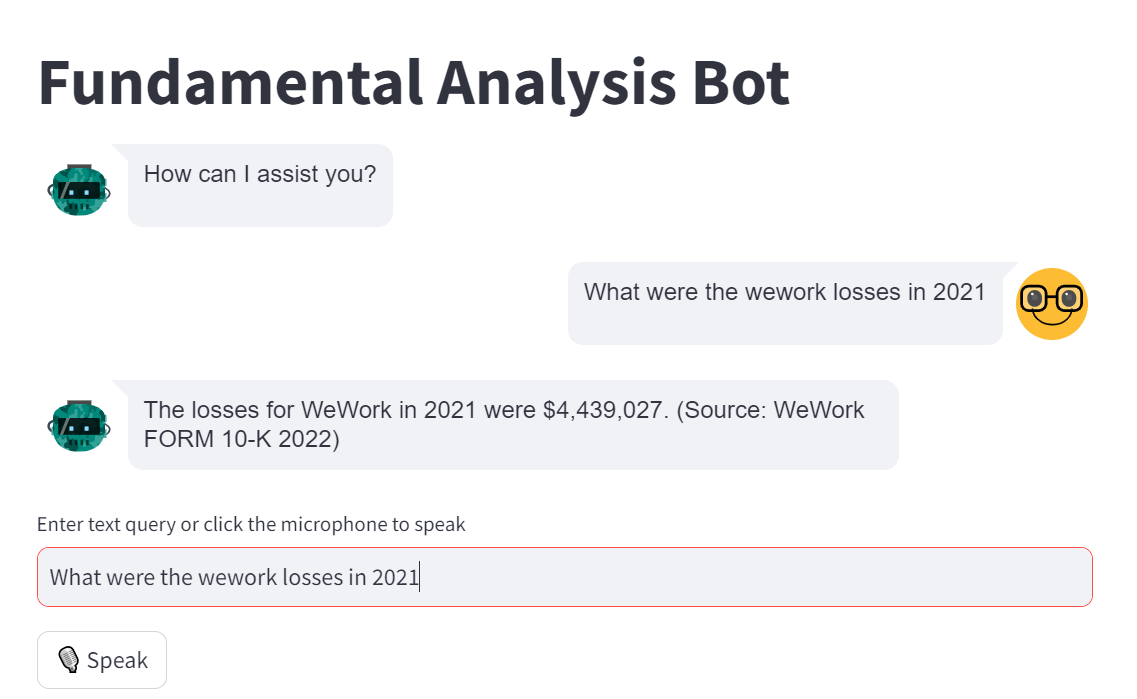 Fundamental Analysis Bot
How can I assist you?
What were the wework losses in 2021
The losses for WeWork in 2021 were $4,439,027. (Source: WeWork
FORM 10-K 2022)
Enter text query or click the microphone to speak
What were the wework losses in 2021
Speak